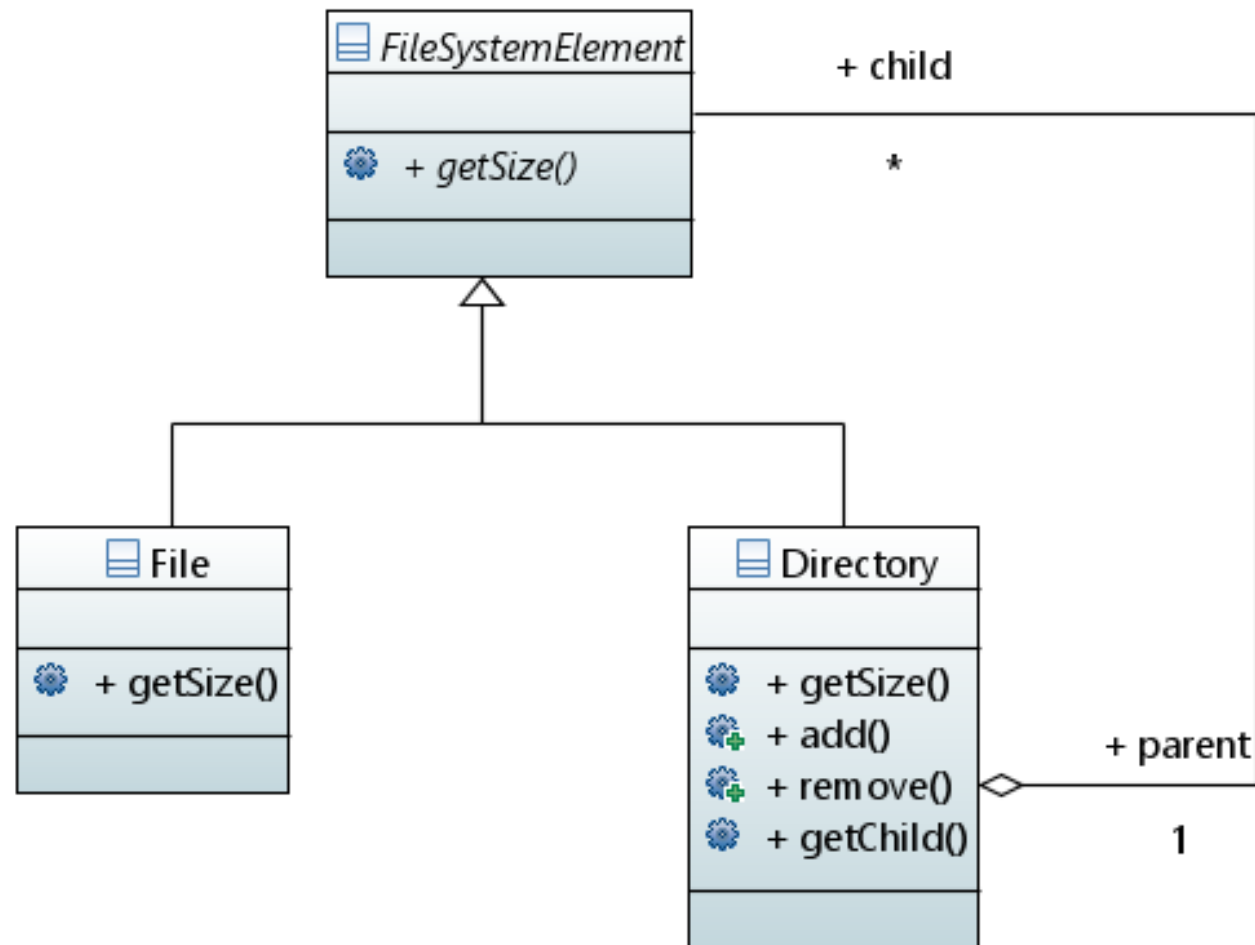 FileSystemElement
+ child
*
+ getSize()
File
+ getSize()
Directory
+ getSize()
+ add()
+ remove()
+ getChild()
+ parent
1